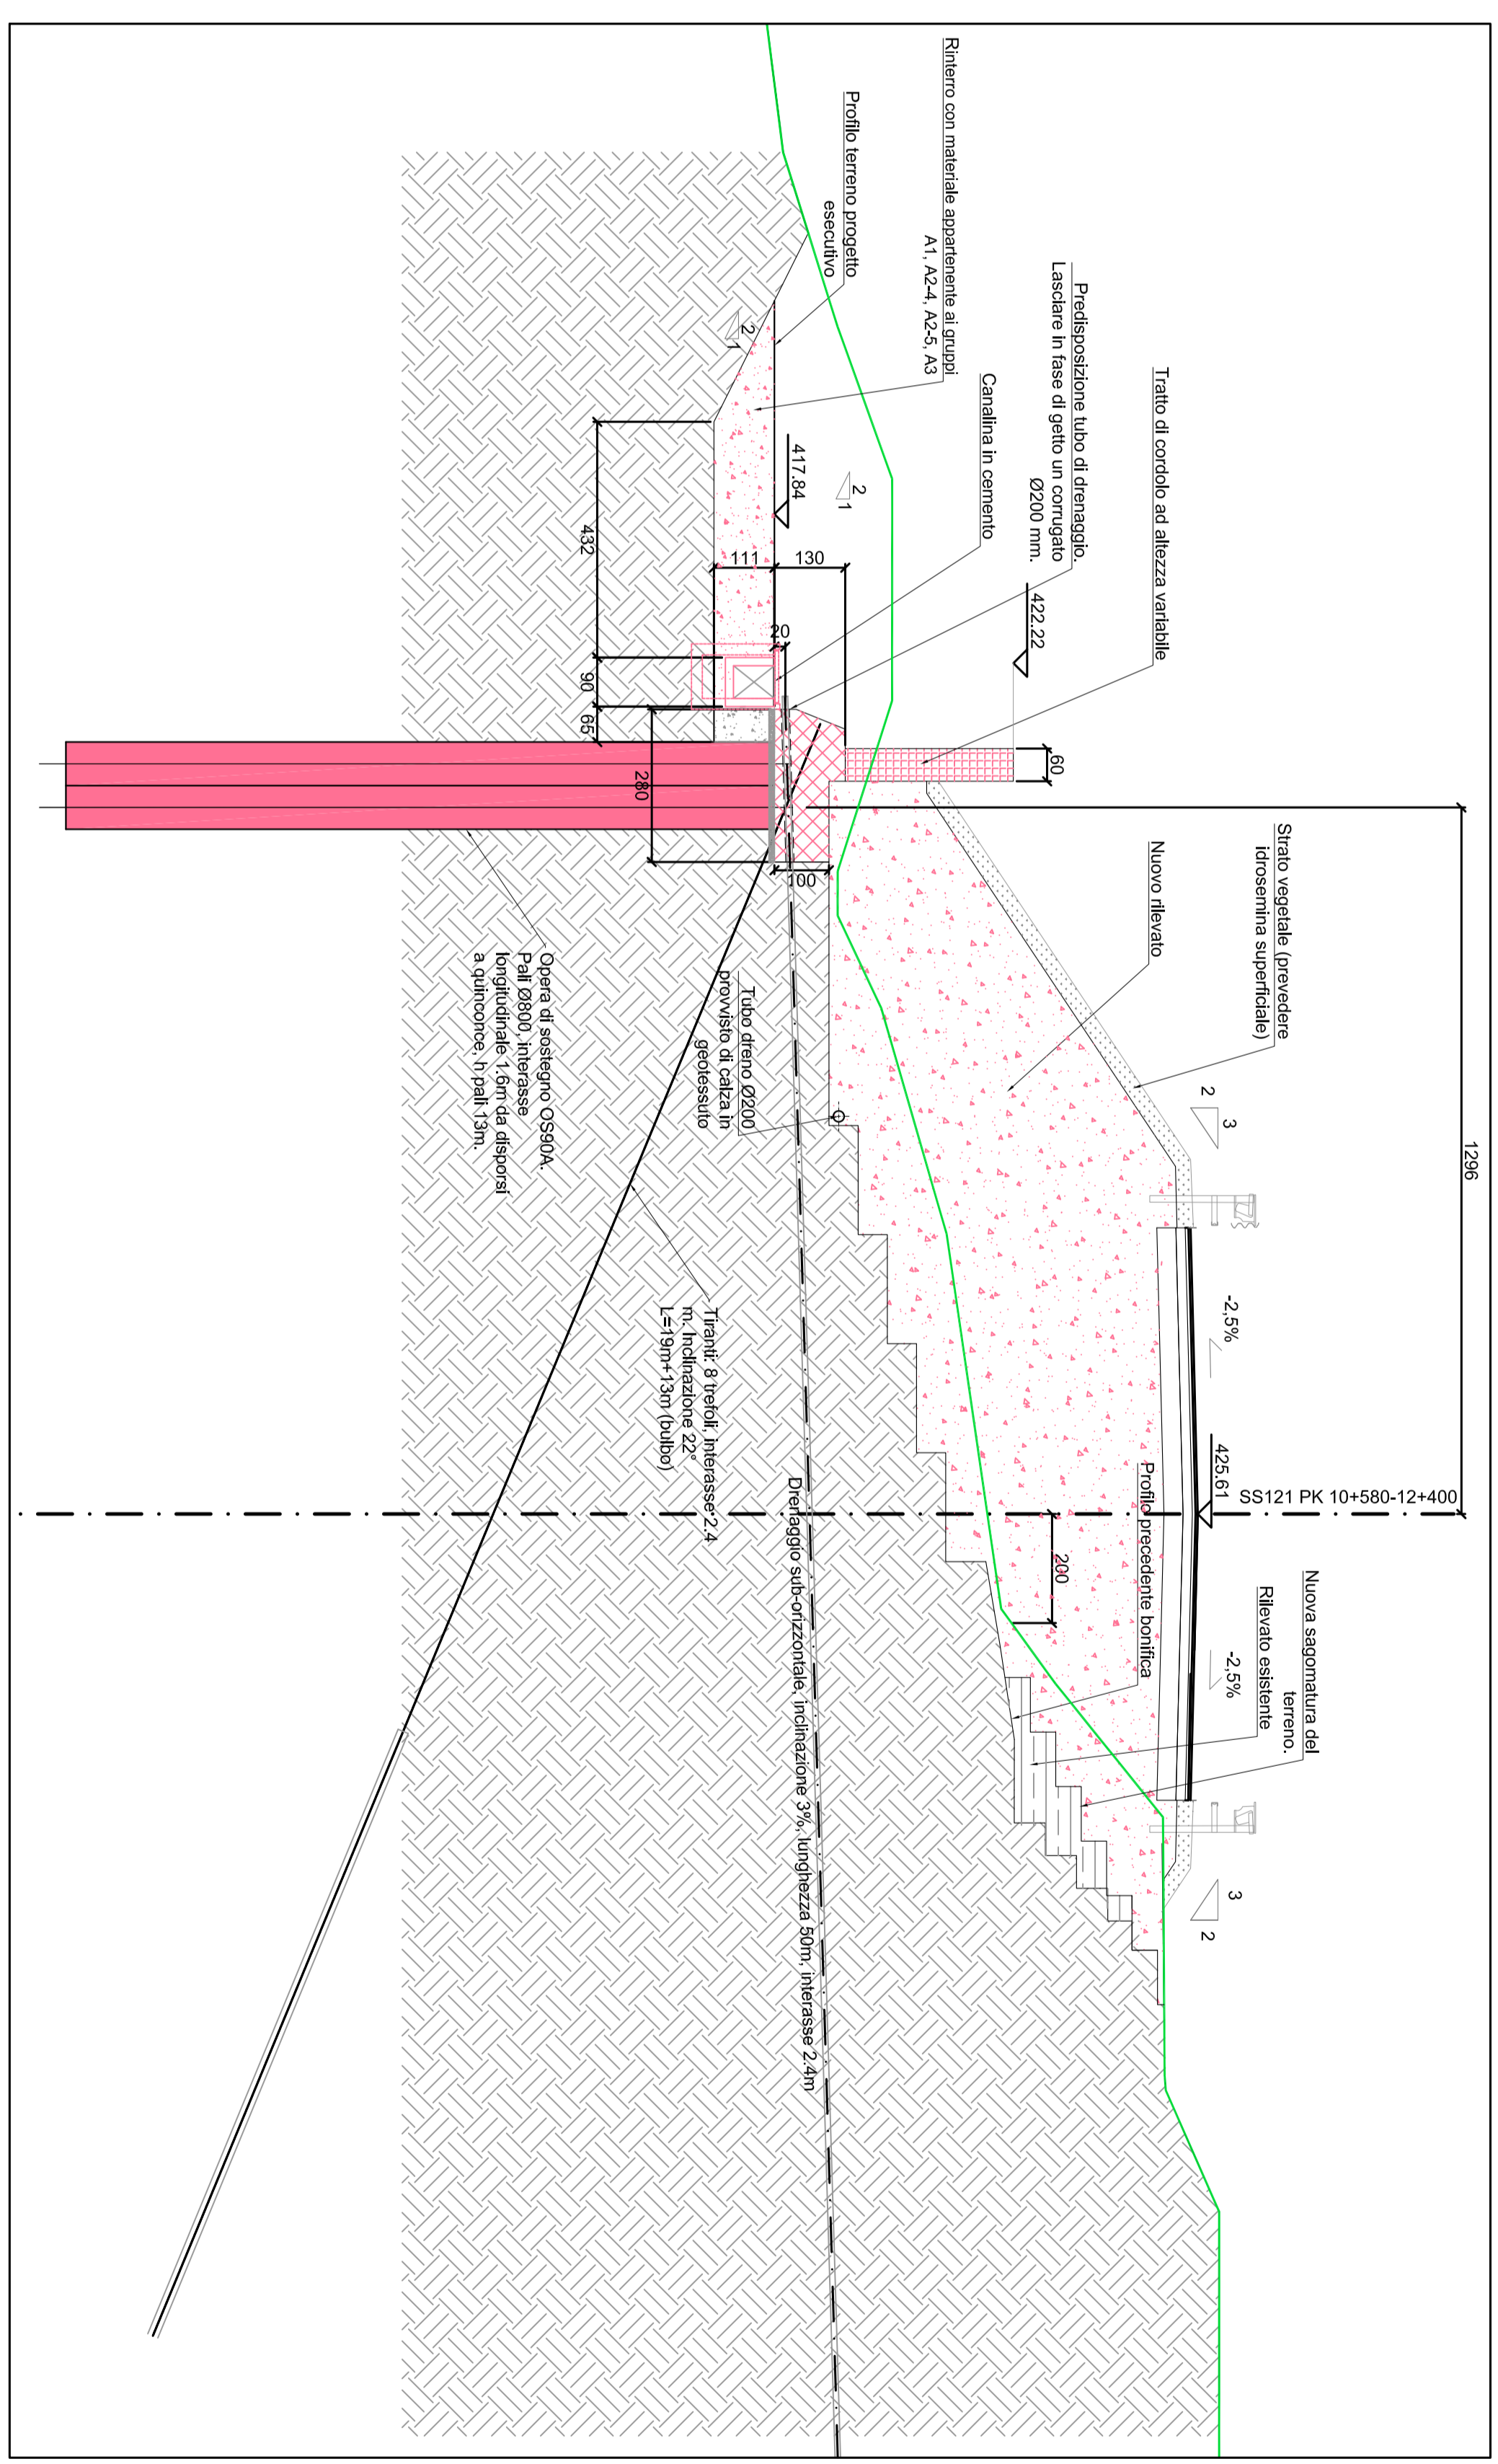 1296
SS121 PK 10+580-12+400
Nuova sagomatura del
terreno.
Rilevato esistente
Strato vegetale (prevedere
idrosemina superficiale)
2
3
-2,5%
425.61
-2,5%
3
2
Tratto di cordolo ad altezza variabile
Nuovo rilevato
Profilo precedente bonifica
Predisposizione tubo di drenaggio.
Lasciare in fase di getto un corrugato
Ø200 mm.
422.22
60
200
Canalina in cemento
Rinterro con materiale appartenente ai gruppi
A1, A2-4, A2-5, A3
Profilo terreno progetto
esecutivo
2
1
417.84
130
111
20
100
2
1
432
90
65
280
Tubo dreno Ø200
provvisto di calza in
geotessuto
Drenaggio sub-orizzontale, inclinazione 3%, lunghezza 50m, interasse 2.4m
Tiranti: 8 trefoli, interasse 2.4
m. Inclinazione 22°
L=19m+13m (bulbo)
Opera di sostegno OS90A.
Pali Ø800, interasse
longitudinale 1.6m da disporsi
a quinconce, h pali 13m.